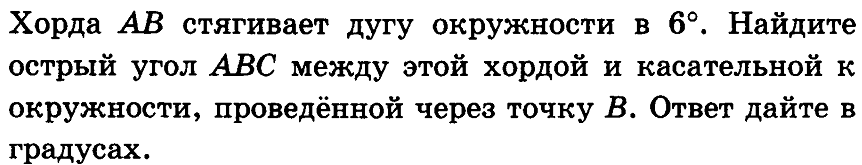 Хорда AB стягивает дугу окружности в 6°. Найдите
острый угол ABC между этой хордой и касательной к
окружности, проведённой через точку B. Ответ дайте в
градусах.